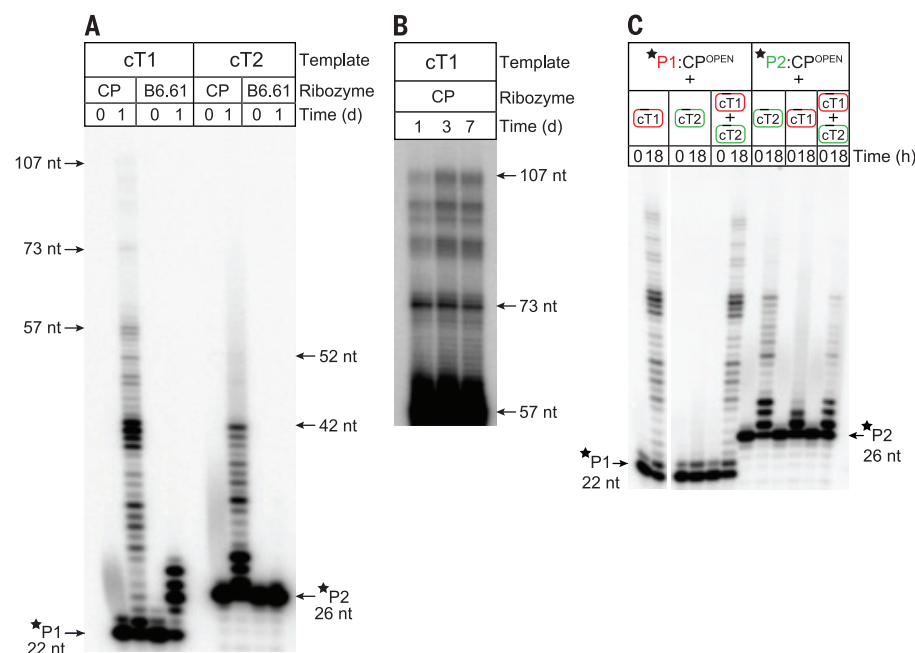 A
cT1 cT2 Template
CP B6.61 CP B6.61 Ribozyme
0 1 0 1 0 1 0 1 Time (d)
107 nt→
73 nt→
57 nt→
←52 nt
←42 nt
★P2
26 nt
★P1→
22 nt
B
cT1 Template
CP Ribozyme
1 3 7 Time (d)
←107 nt
←73 nt
←57 nt
C
★P1:CPOPEN ★P2:CPOPEN
+ +
cT1 cT2 cT1 + cT2 cT2 cT1 cT1 + cT2
0 18 0 18 0 18 0 18 0 18 0 18 Time (h)
★P2
26 nt
★P1→
22 nt